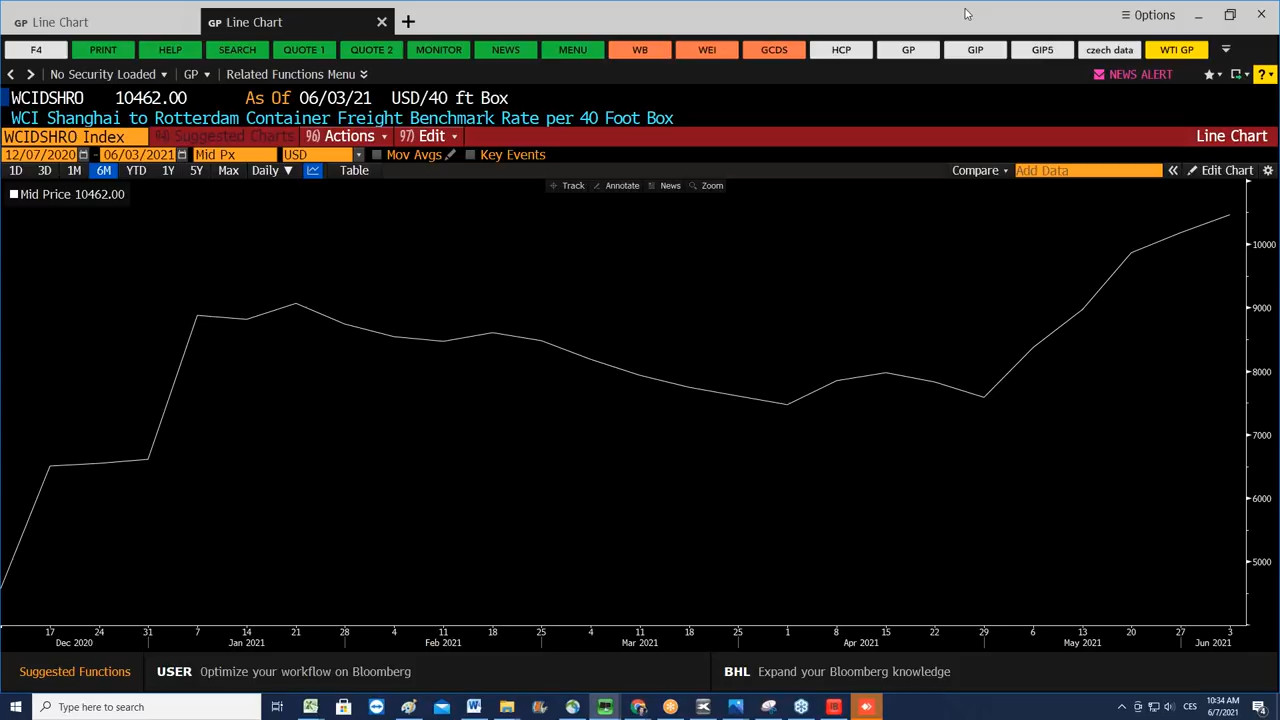 GP Line Chart
GP Line Chart
Options
F4 PRINT HELP SEARCH QUOTE 1 QUOTE 2 MONITOR NEWS MENU WB WEI GCDS HCP GP GIP GIP5 czech data WTI GP
No Security Loaded GP Related Functions Menu NEWS ALERT
WCIDSHRO 10462.00 As Of 06/03/21 USD/40 ft Box
WCI Shanghai to Rotterdam Container Freight Benchmark Rate per 40 Foot Box
WCIDSHRO Index 94) Suggested Charts 96) Actions 97) Edit Line Chart
12/07/2020 - 06/03/2021 Mid Px USD Mov Avgs Key Events
1D 3D 1M 6M YTD 1Y 5Y Max Daily ▼ Table Compare Add Data « Edit Chart
Track Annotate News Zoom
Mid Price 10462.00
10000
9000
8000
7000
6000
5000
17 24 31 7 14 21 28 4 11 18 25 4 11 18 25 1 8 15 22 29 6 13 20 27 3
Dec 2020 Jan 2021 Feb 2021 Mar 2021 Apr 2021 May 2021 Jun 2021
Suggested Functions USER Optimize your workflow on Bloomberg BHL Expand your Bloomberg knowledge
Type here to search
CES
10:34 AM
6/7/2021
4